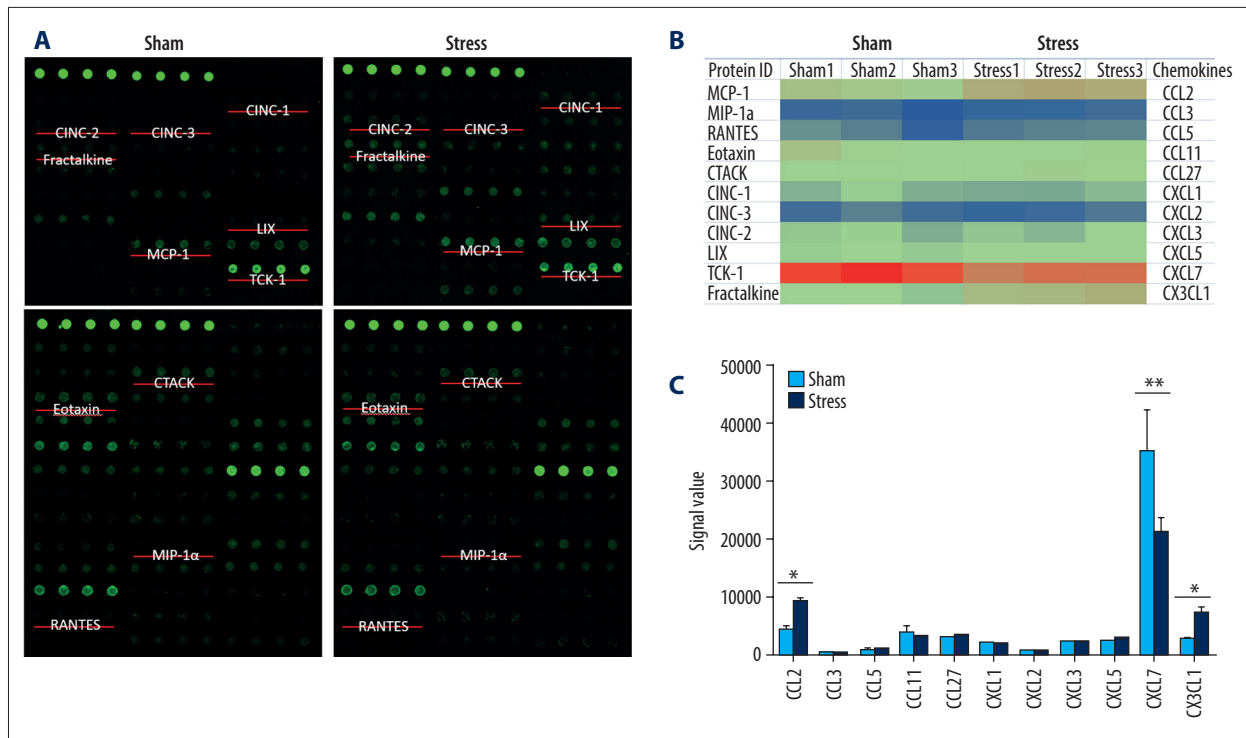 A
Sham
Stress
CINC-1
CINC-2
CINC-3
Fractalkine
LIX
MCP-1
TCK-1
CINC-1
CINC-2
CINC-3
Fractalkine
LIX
MCP-1
TCK-1
CTACK
Eotaxin
MIP-1α
RANTES
CTACK
Eotaxin
MIP-1α
RANTES
B
Sham Stress
Protein ID Sham1 Sham2 Sham3 Stress1 Stress2 Stress3 Chemokines
MCP-1 CCL2
MIP-1a CCL3
RANTES CCL5
Eotaxin CCL11
CTACK CCL27
CINC-1 CXCL1
CINC-3 CXCL2
CINC-2 CXCL3
LIX CXCL5
TCK-1 CXCL7
Fractalkine CX3CL1
C
Sham
Stress
Signal value
50000
40000
30000
20000
10000
0
*
**
*
CCL2
CCL3
CCL5
CCL11
CCL27
CXCL1
CXCL2
CXCL3
CXCL5
CXCL7
CX3CL1